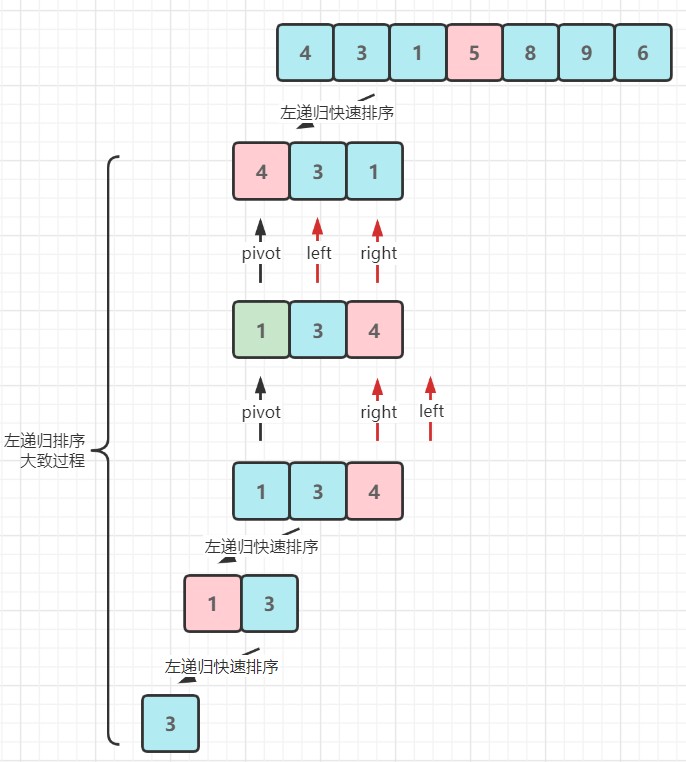 4 3 1 5 8 9 6
左递归快速排序
4 3 1
pivot left right
1 3 4
pivot right left
左递归排序
大致过程
1 3 4
左递归快速排序
1 3
左递归快速排序
3